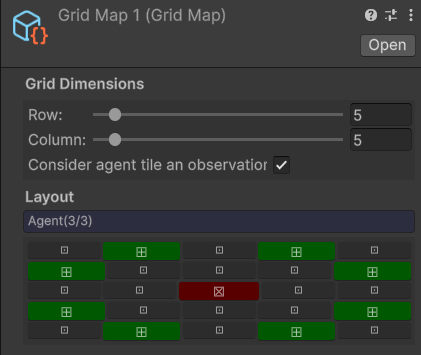 Grid Map 1 (Grid Map)
Open
Grid Dimensions
Row: 5
Column: 5
Consider agent tile an observation
Layout
Agent(3/3)